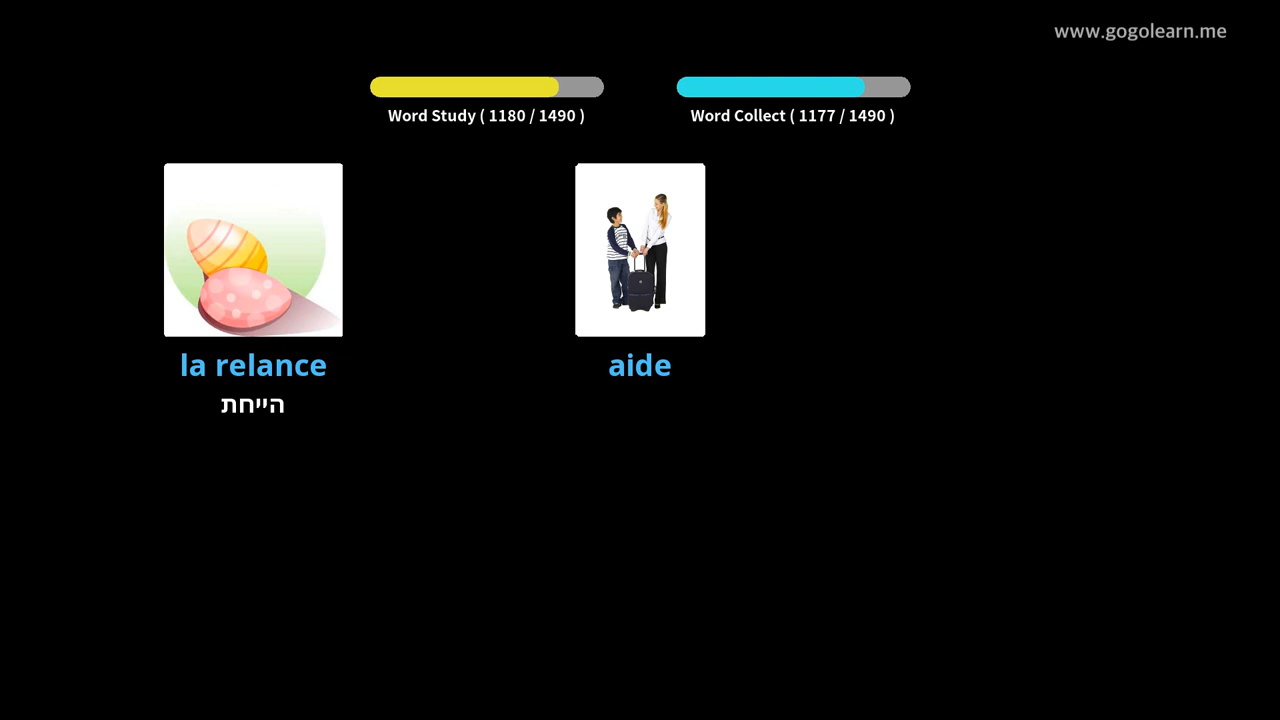 www.gogolearn.me
Word Study ( 1180 / 1490 )
Word Collect ( 1177 / 1490 )
la relance
הייחת
aide